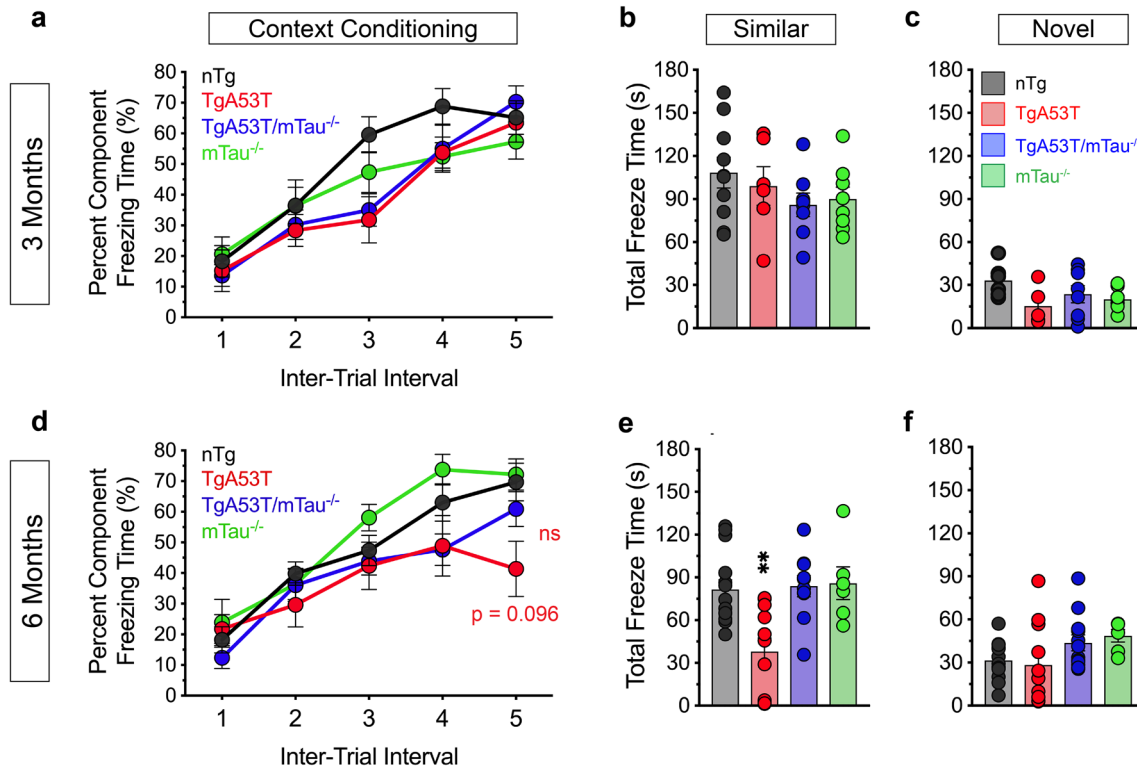 a
Context Conditioning
b
Similar
c
Novel
3 Months
Percent Component
Freezing Time (%)
80
70
60
50
40
30
20
10
0
nTg
TgA53T
TgA53T/mTau-/-
mTau-/-
1 2 3 4 5
Inter-Trial Interval
Total Freeze Time (s)
180
150
120
90
60
30
0
180
150
120
90
60
30
0
nTg
TgA53T
TgA53T/mTau-/
mTau-/-
d
e
f
6 Months
Percent Component
Freezing Time (%)
80
70
60
50
40
30
20
10
0
nTg
TgA53T
TgA53T/mTau-/-
mTau-/-
ns
p = 0.096
1 2 3 4 5
Inter-Trial Interval
Total Freeze Time (s)
180
150
120
90
60
30
0
**
180
150
120
90
60
30
0